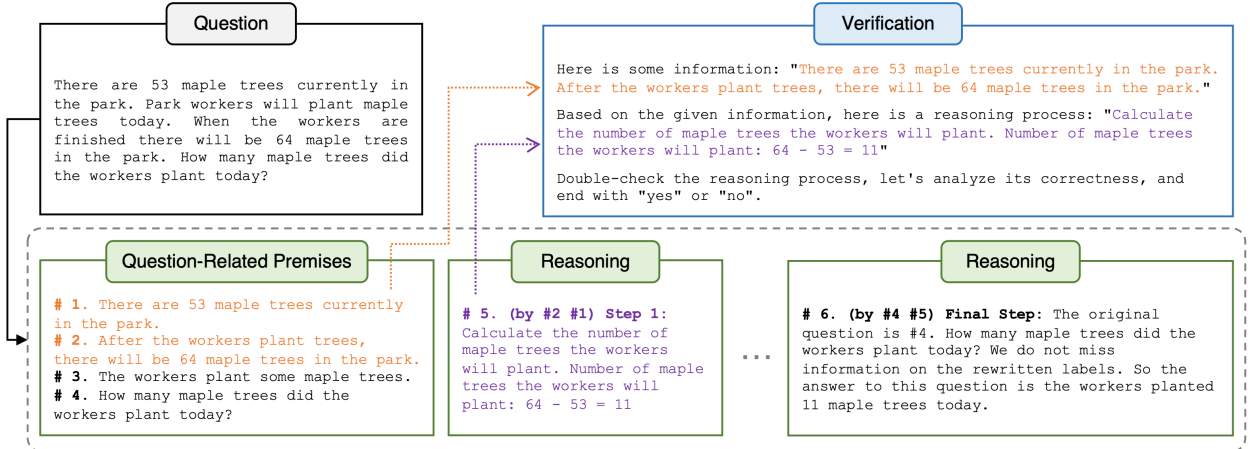 Question
There are 53 maple trees currently in
the park. Park workers will plant maple
trees today. When the workers are
finished there will be 64 maple trees
in the park. How many maple trees did
the workers plant today?
Verification
Here is some information: "There are 53 maple trees currently in the park.
After the workers plant trees, there will be 64 maple trees in the park."
Based on the given information, here is a reasoning process: "Calculate
the number of maple trees the workers will plant. Number of maple trees
the workers will plant: 64 - 53 = 11"
Double-check the reasoning process, let's analyze its correctness, and
end with "yes" or "no".
Question-Related Premises
# 1. There are 53 maple trees currently
in the park.
# 2. After the workers plant trees,
there will be 64 maple trees in the park.
# 3. The workers plant some maple trees.
# 4. How many maple trees did the
workers plant today?
Reasoning
# 5. (by #2 #1) Step 1:
Calculate the number of
maple trees the workers
will plant. Number of maple
trees the workers will
plant: 64 - 53 = 11
...
Reasoning
# 6. (by #4 #5) Final Step: The original
question is #4. How many maple trees did the
workers plant today? We do not miss
information on the rewritten labels. So the
answer to this question is the workers planted
11 maple trees today.